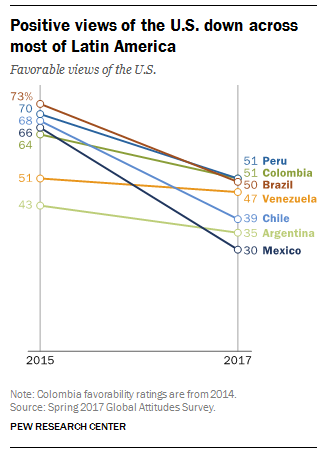 Positive views of the U.S. down across
most of Latin America
Favorable views of the U.S.
73%
70
68
66
64
51
43
51 Peru
51 Colombia
50 Brazil
47 Venezuela
39 Chile
35 Argentina
30 Mexico
2015 2017
Note: Colombia favorability ratings are from 2014.
Source: Spring 2017 Global Attitudes Survey.
PEW RESEARCH CENTER